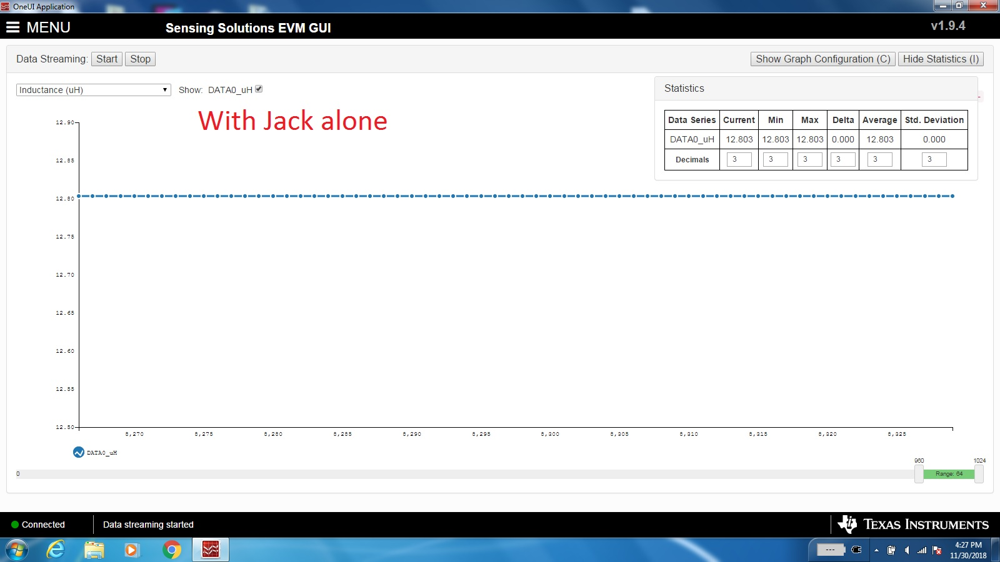 OneUI Application
MENU
Sensing Solutions EVM GUI
v1.9.4
Data Streaming: Start Stop
Show Graph Configuration (C) Hide Statistics (I)
Inductance (uH) Show: DATA0_uH
Statistics
With Jack alone
Data Series Current Min Max Delta Average Std. Deviation
DATA0_uH 12.803 12.803 12.803 0.000 12.803 0.000
Decimals 3 3 3 3 3 3
12.90
12.85
12.80
12.75
12.70
12.65
12.60
12.55
12.50
8,270 8,275 8,280 8,285 8,290 8,295 8,300 8,305 8,310 8,315 8,320 8,325
DATA0_uH
960 1024
0 Range: 64
Connected Data streaming started
TEXAS INSTRUMENTS
---
4:27 PM
11/30/2018